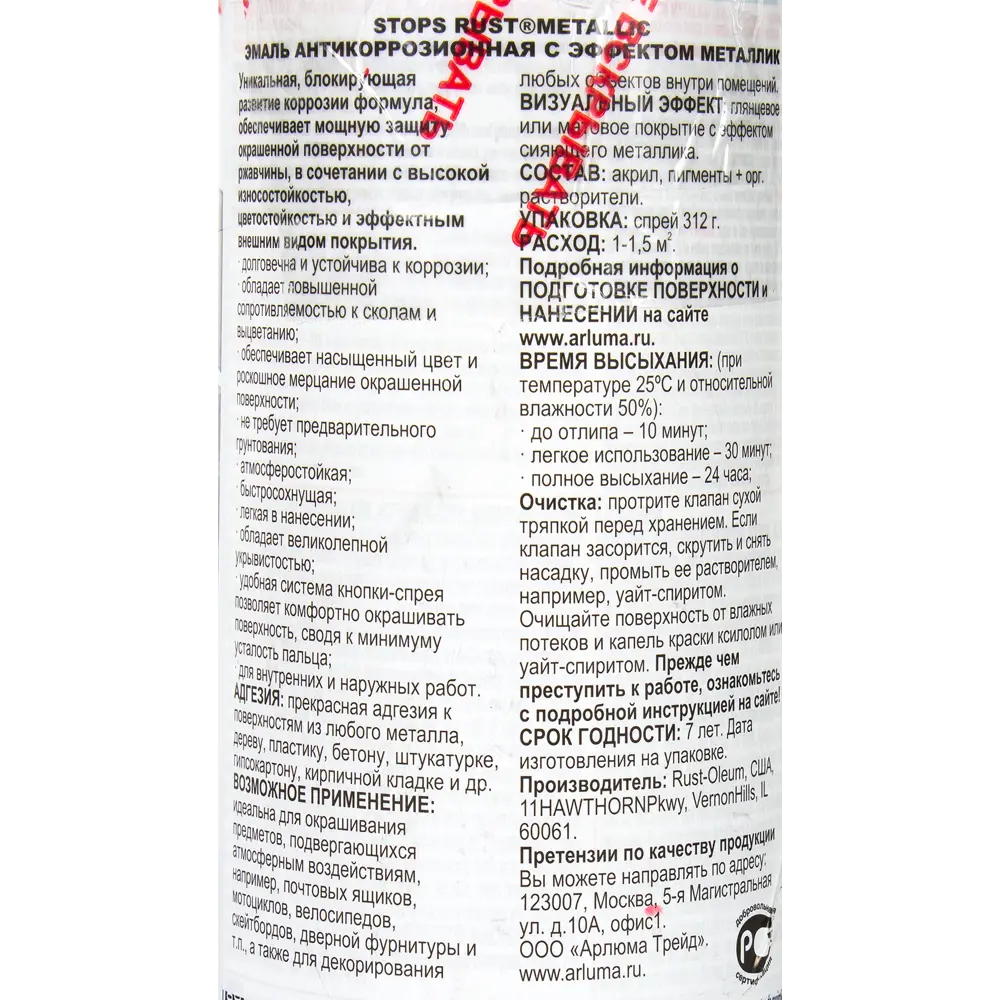 STOPS RUST®METALLIC
ЭМАЛЬ АНТИКОРРОЗИОННАЯ С ЭФФЕКТОМ МЕТАЛЛИК
Уникальная, блокирующая
развитие коррозии формула,
обеспечивает мощную защиту
окрашенной поверхности от
ржавчины, в сочетании с высокой
износостойкостью,
цветостойкостью и эффектным
внешним видом покрытия.
· долговечна и устойчива к коррозии;
· обладает повышенной
сопротивляемостью к сколам и
выцветанию;
· обеспечивает насыщенный цвет и
роскошное мерцание окрашенной
поверхности;
· не требует предварительного
грунтования;
· атмосферостойкая;
· быстросохнущая;
· легкая в нанесении;
· обладает великолепной
укрывистостью;
· удобная система кнопки-спрея
позволяет комфортно окрашивать
поверхность, сводя к минимуму
усталость пальца;
· для внутренних и наружных работ.
АДГЕЗИЯ: прекрасная адгезия к
поверхностям из любого металла,
дереву, пластику, бетону, штукатурке,
гипсокартону, кирпичной кладке и др.
ВОЗМОЖНОЕ ПРИМЕНЕНИЕ:
идеальна для окрашивания
предметов, подвергающихся
атмосферным воздействиям,
например, почтовых ящиков,
мотоциклов, велосипедов,
скейтбордов, дверной фурнитуры и
т.п., а также для декорирования
любых объектов внутри помещений.
ВИЗУАЛЬНЫЙ ЭФФЕКТ: глянцевое
или матовое покрытие с эффектом
сияющего металлика.
СОСТАВ: акрил, пигменты + орг.
растворители.
УПАКОВКА: спрей 312 г.
РАСХОД: 1-1,5 м².
Подробная информация о
ПОДГОТОВКЕ ПОВЕРХНОСТИ и
НАНЕСЕНИИ на сайте
www.arluma.ru.
ВРЕМЯ ВЫСЫХАНИЯ: (при
температуре 25ºС и относительной
влажности 50%):
· до отлипа – 10 минут;
· легкое использование – 30 минут;
· полное высыхание – 24 часа;
Очистка: протрите клапан сухой
тряпкой перед хранением. Если
клапан засорится, скрутить и снять
насадку, промыть ее растворителем,
например, уайт-спиритом.
Очищайте поверхность от влажных
потеков и капель краски ксилолом или
уайт-спиритом. Прежде чем
преступить к работе, ознакомьтесь
с подробной инструкцией на сайте!
СРОК ГОДНОСТИ: 7 лет. Дата
изготовления на упаковке.
Производитель: Rust-Oleum, США,
11HAWTHORNPkwy, VernonHills, IL
60061.
Претензии по качеству продукции
Вы можете направлять по адресу:
123007, Москва, 5-я Магистральная
ул. д.10А, офис1.
ООО «Арлюма Трейд».
www.arluma.ru.
ВСКРЫВАТЬ